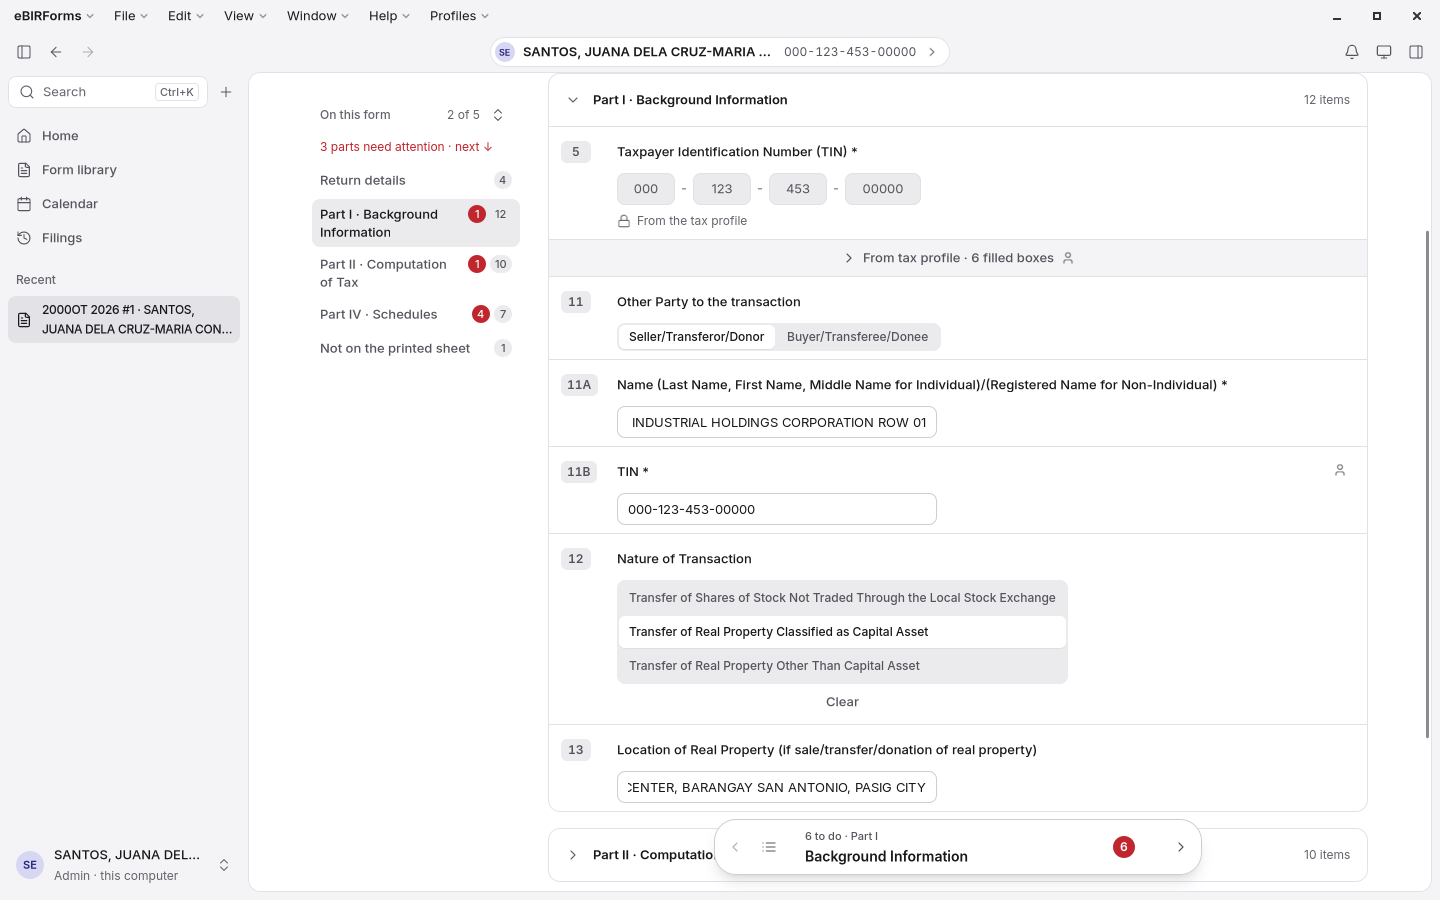 eBIRForms File Edit View Window Help Profiles
SE SANTOS, JUANA DELA CRUZ-MARIA ... 000-123-453-00000
Search Ctrl+K
Home
Form library
Calendar
Filings
Recent
2000OT 2026 #1 · SANTOS,
JUANA DELA CRUZ-MARIA CON...
SE
SANTOS, JUANA DEL...
Admin · this computer
On this form 2 of 5
3 parts need attention · next ↓
Return details 4
Part I · Background
Information 1 12
Part II · Computation
of Tax 1 10
Part IV · Schedules 4 7
Not on the printed sheet 1
Part I · Background Information 12 items
5 Taxpayer Identification Number (TIN) *
000 - 123 - 453 - 00000
From the tax profile
From tax profile · 6 filled boxes
11 Other Party to the transaction
Seller/Transferor/Donor Buyer/Transferee/Donee
11A Name (Last Name, First Name, Middle Name for Individual)/(Registered Name for Non-Individual) *
INDUSTRIAL HOLDINGS CORPORATION ROW 01
11B TIN *
000-123-453-00000
12 Nature of Transaction
Transfer of Shares of Stock Not Traded Through the Local Stock Exchange
Transfer of Real Property Classified as Capital Asset
Transfer of Real Property Other Than Capital Asset
Clear
13 Location of Real Property (if sale/transfer/donation of real property)
CENTER, BARANGAY SAN ANTONIO, PASIG CITY
Part II · Computatio 10 items
6 to do · Part I
Background Information 6